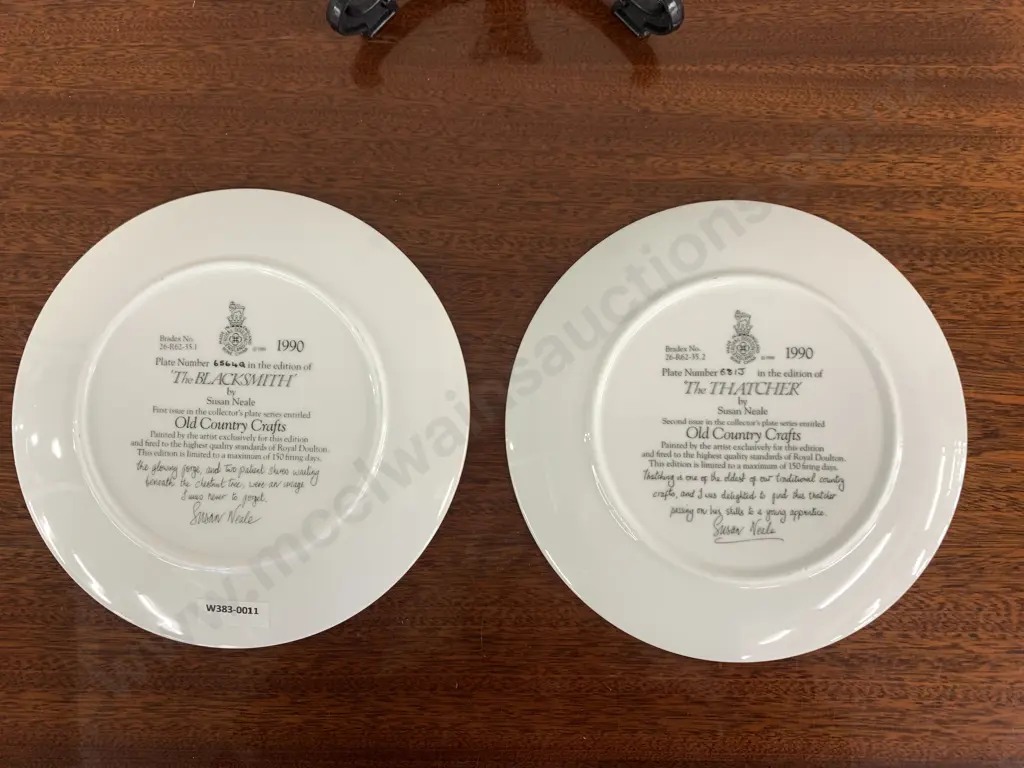 Bradex No.
26-R62-35.1
1990
Plate Number 6564Q in the edition of
'The BLACKSMITH'
by
Susan Neale
First issue in the collector's plate series entitled
Old Country Crafts
Painted by the artist exclusively for this edition
and fired to the highest quality standards of Royal Doulton.
This edition is limited to a maximum of 150 firing days.
The glowing forge, and two patient shires waiting
beneath the chestnut tree, were an image
I was never to forget.
Susan Neale
W383-0011
Bradex No.
26-R62-35.2
1990
Plate Number in the edition of
'The THATCHER'
by
Susan Neale
Second issue in the collector's plate series entitled
Old Country Crafts
Painted by the artist exclusively for this edition
and fired to the highest quality standards of Royal Doulton.
This edition is limited to a maximum of 150 firing days.
Thatching is one of the oldest of our traditional country
crafts, and I was delighted to find this thatcher
passing on his skills to a young apprentice.
Susan Neale
www.mcelwainsauctions.c